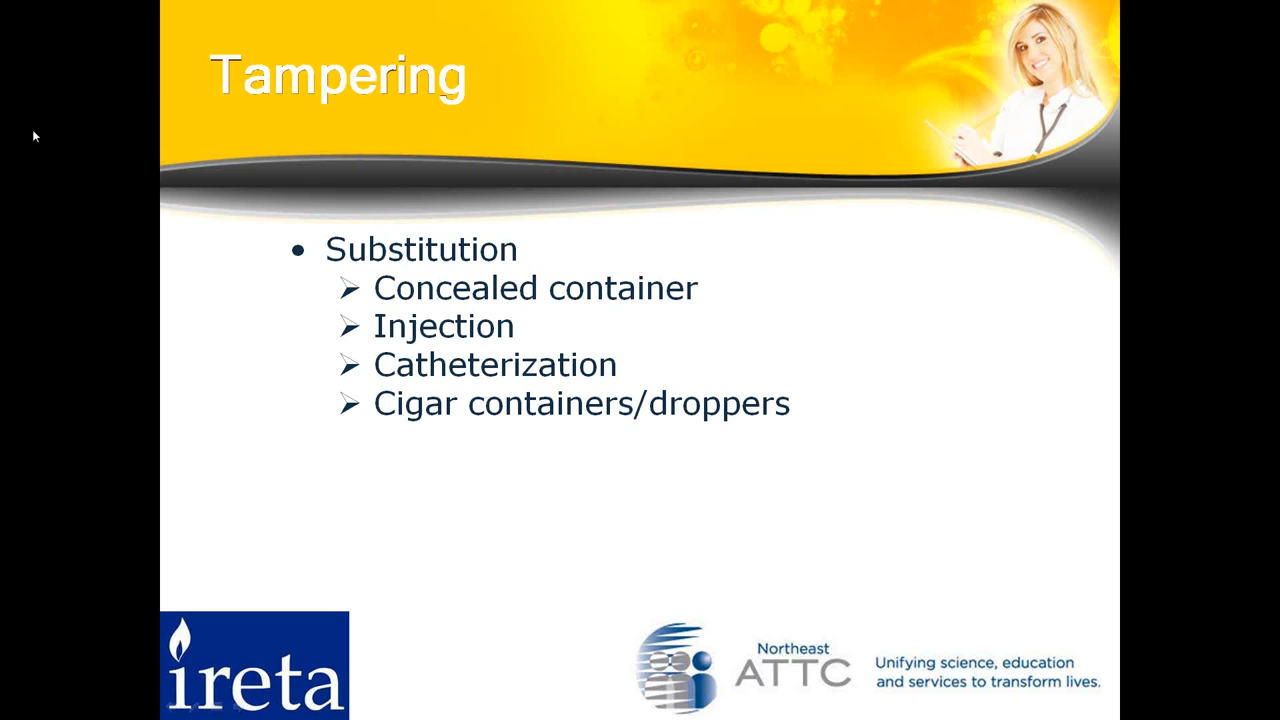 Tampering
• Substitution
➢ Concealed container
➢ Injection
➢ Catheterization
➢ Cigar containers/droppers
ireta
Northeast
ATTC
Unifying science, education
and services to transform lives.